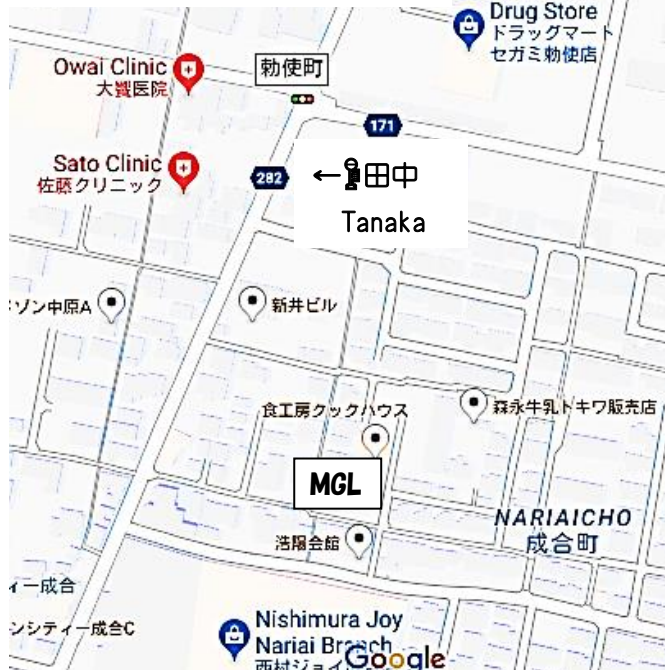 Drug Store
ドラッグマート
セガミ勅使店
Owai Clinic
大饗医院
勅使町
171
Sato Clinic
佐藤クリニック
282
←田中
Tanaka
ゾン中原A
新井ビル
食工房クックハウス
森永牛乳トキワ販売店
MGL
NARIAICHO
成合町
浩陽会館
ィー成合
ンシティー成合C
Nishimura Joy
Nariai Branch
西村ジョイ
Google